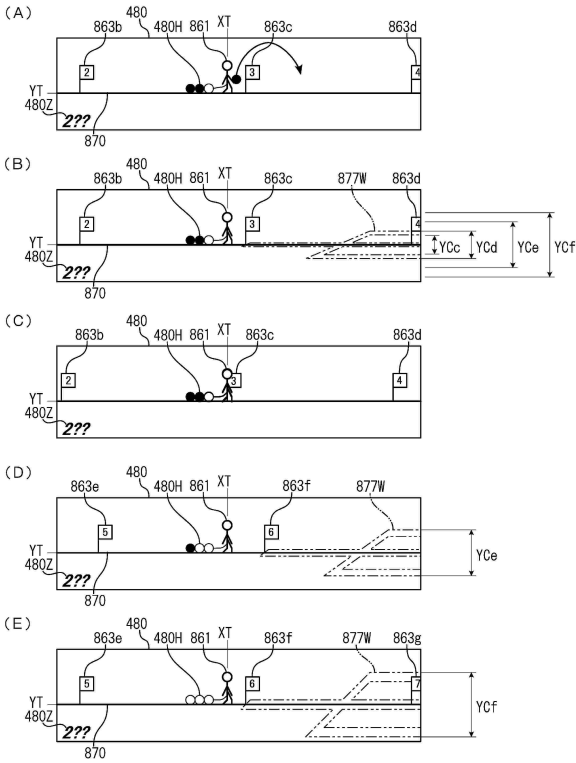 (A)
480 XT
863b 480H 861 863c 863d
2 3 4
YT
480Z
2??
870
(B)
480 XT
863b 480H 861 863c 877W 863d
2 3 4
YCc YCd YCe YCf
YT
480Z
2??
870
(C)
480 XT
863b 480H 861 863c 863d
2 3 4
YT
480Z
2??
(D)
480 XT
863e 480H 861 863f 877W
5 6
YCe
YT
480Z
2??
870
(E)
480 XT
863e 480H 861 863f 877W 863g
5 6 7
YCf
YT
480Z
2??
870